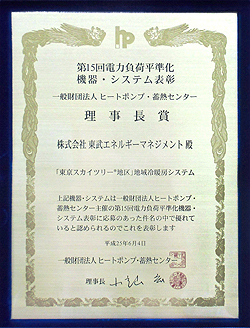 第15回電力負荷平準化
機器・システム表彰
一般財団法人 ヒートポンプ・蓄熱センター
理事長賞
株式会社 東武エネルギーマネジメント 殿
「東京スカイツリー®地区」地域冷暖房システム
上記機器・システムは一般財団法人ヒートポンプ・
蓄熱センター主催の第15回電力負荷平準化機器・
システム表彰に応募のあった件名の中で優れて
いると認められるのでこれを表彰します
平成25年6月4日
一般財団法人ヒートポンプ・蓄熱センター
理事長